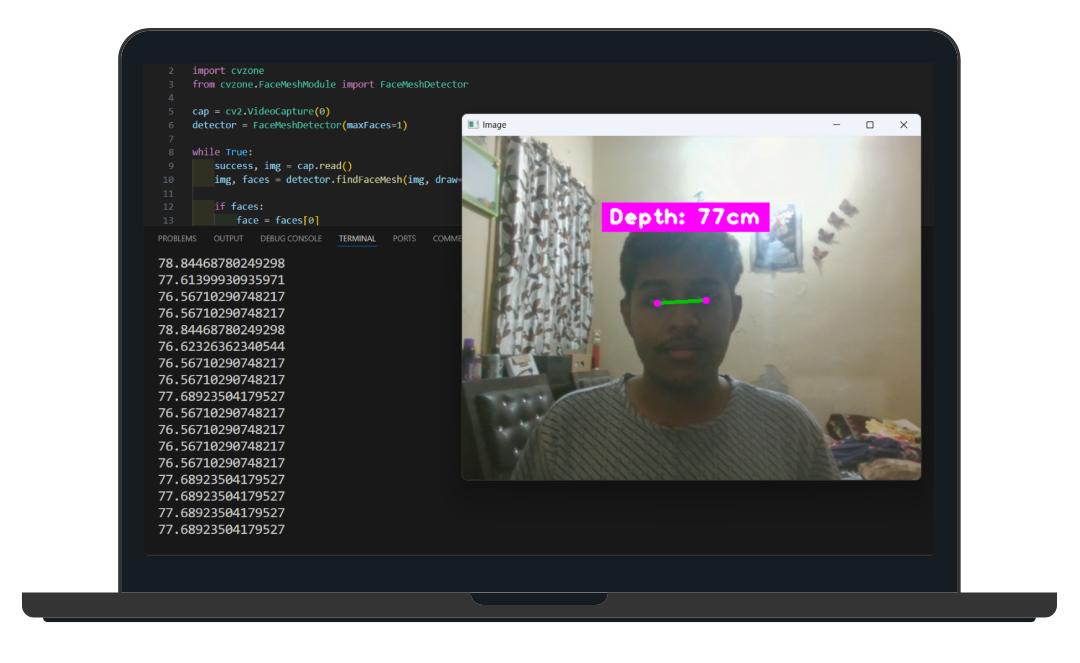 2 import cvzone
3 from cvzone.FaceMeshModule import FaceMeshDetector
4
5 cap = cv2.VideoCapture(0)
6 detector = FaceMeshDetector(maxFaces=1)
7
8 while True:
9 success, img = cap.read()
10 img, faces = detector.findFaceMesh(img, draw=
11
12 if faces:
13 face = faces[0]
PROBLEMS OUTPUT DEBUG CONSOLE TERMINAL PORTS COMME
78.84468780249298
77.61399930935971
76.56710290748217
76.56710290748217
78.84468780249298
76.62326362340544
76.56710290748217
76.56710290748217
77.68923504179527
76.56710290748217
76.56710290748217
76.56710290748217
76.56710290748217
77.68923504179527
77.68923504179527
77.68923504179527
77.68923504179527
Image
Depth: 77cm